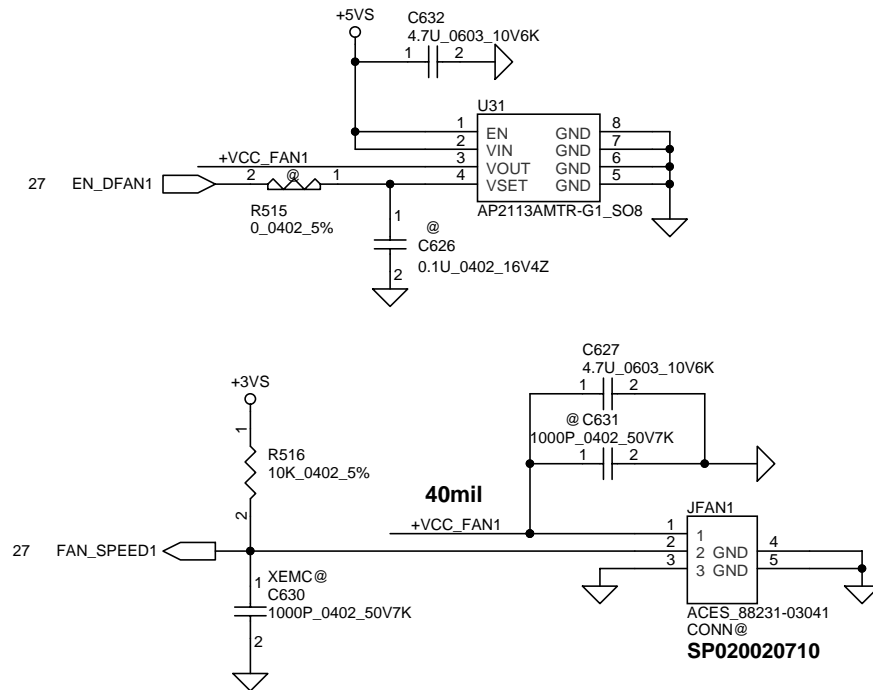 +5VS
C632
4.7U_0603_10V6K
1 2
U31
1 EN GND 8
2 VIN GND 7
+VCC_FAN1 3 VOUT GND 6
27 EN_DFAN1 2 @ 1 4 VSET GND 5
R515
0_0402_5%
AP2113AMTR-G1_SO8
1
@
C626
0.1U_0402_16V4Z
2
C627
4.7U_0603_10V6K
1 2
+3VS
@ C631
1000P_0402_50V7K
1 2
1
R516
10K_0402_5%
2
40mil
JFAN1
+VCC_FAN1 1 1
27 FAN_SPEED1 2 2 GND 4
3 3 GND 5
1
XEMC@
C630
1000P_0402_50V7K
2
ACES_88231-03041
CONN@
SP020020710